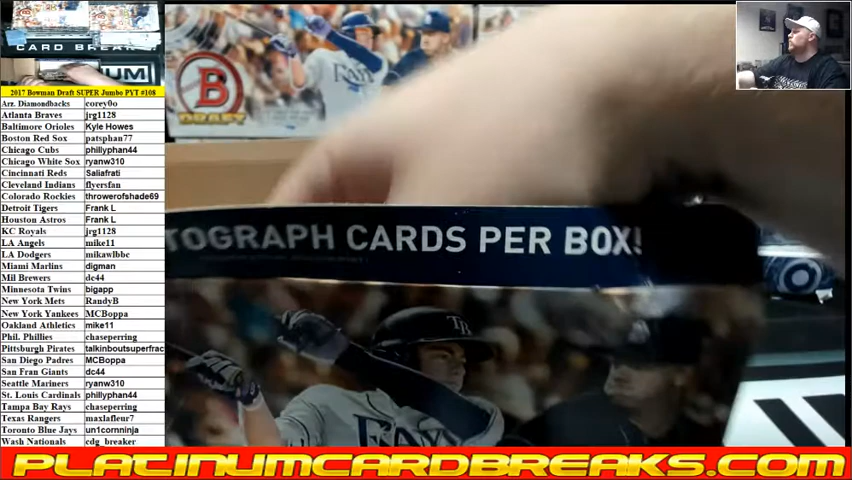 CARD BREAK
UM
2017 Bowman Draft SUPER Jumbo PYT #108
Arz. Diamondbacks corey0o
Atlanta Braves jrg1128
Baltimore Orioles Kyle Howes
Boston Red Sox patsphan77
Chicago Cubs phillyphan44
Chicago White Sox ryanw310
Cincinnati Reds Saliafrati
Cleveland Indians flyersfan
Colorado Rockies throwerofshade69
Detroit Tigers Frank L
Houston Astros Frank L
KC Royals jrg1128
LA Angels mike11
LA Dodgers mikawlbbc
Miami Marlins digman
Mil Brewers dc44
Minnesota Twins bigapp
New York Mets RandyB
New York Yankees MCBoppa
Oakland Athletics mike11
Phil. Phillies chaseperring
Pittsburgh Pirates talkinboutsuperfrac
San Diego Padres MCBoppa
San Fran Giants dc44
Seattle Mariners ryanw310
St. Louis Cardinals phillyphan44
Tampa Bay Rays chaseperring
Texas Rangers maxlafleur7
Toronto Blue Jays un1cornninja
Wash Nationals cdg_breaker
B
DRAFT
RAYS
TOGRAPH CARDS PER BOX!
TR
RAYS
PLATINUMCARDBREAKS.COM